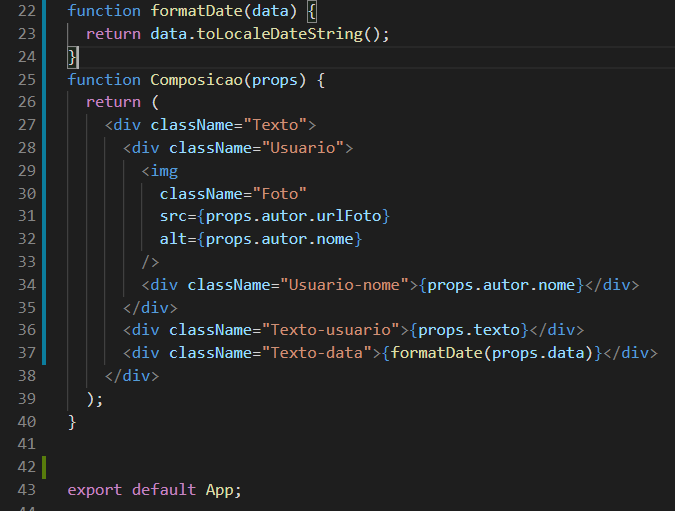 22 function formatDate(data) {
23 return data.toLocaleDateString();
24 }
25 function Composicao(props) {
26 return (
27 <div className="Texto">
28 <div className="Usuario">
29 <img
30 className="Foto"
31 src={props.autor.urlFoto}
32 alt={props.autor.nome}
33 />
34 <div className="Usuario-nome">{props.autor.nome}</div>
35 </div>
36 <div className="Texto-usuario">{props.texto}</div>
37 <div className="Texto-data">{formatDate(props.data)}</div>
38 </div>
39 );
40 }
41
42
43 export default App;